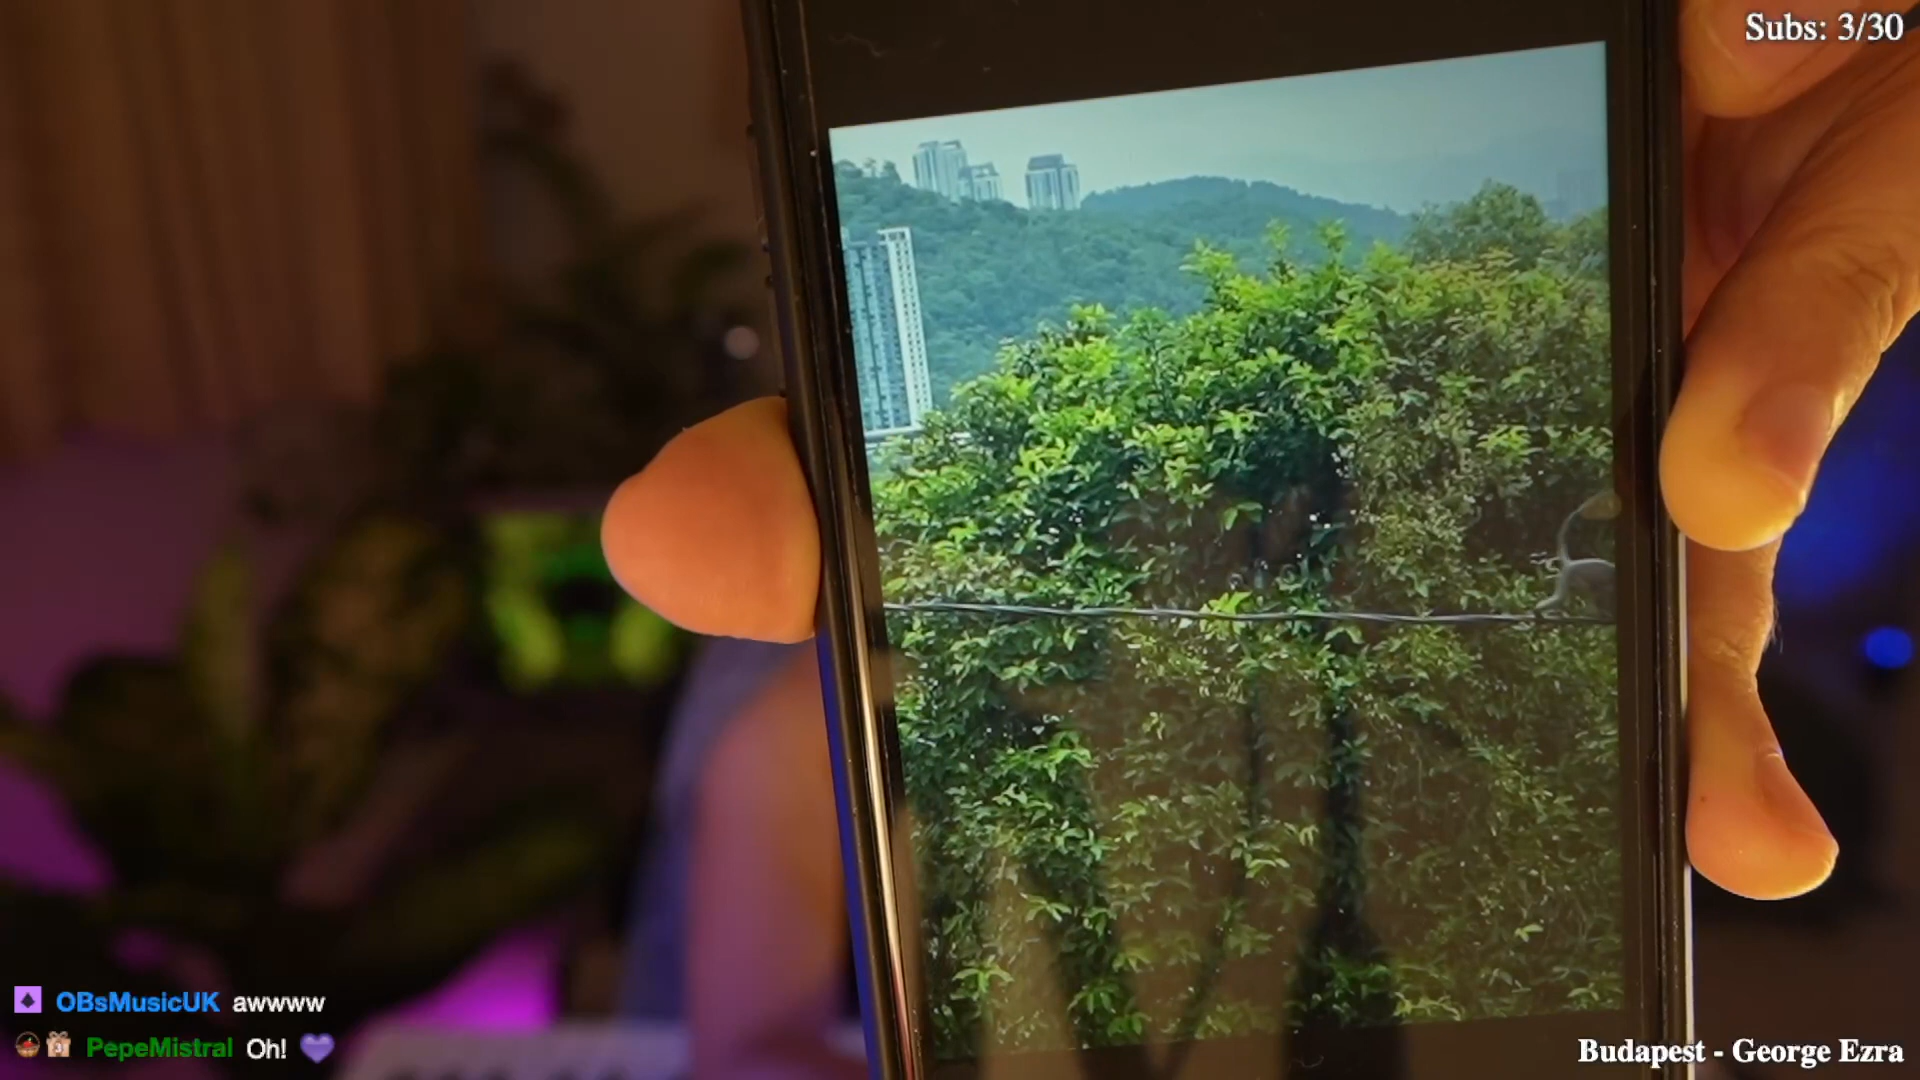 Subs: 3/30
OBsMusicUK awwww
PepeMistral Oh! 💜
Budapest - George Ezra